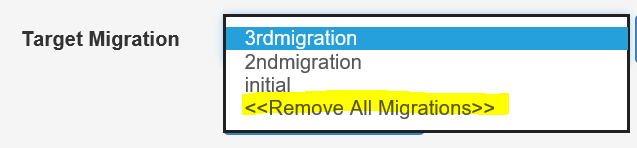 Target Migration
3rdmigration
2ndmigration
initial
<<Remove All Migrations>>